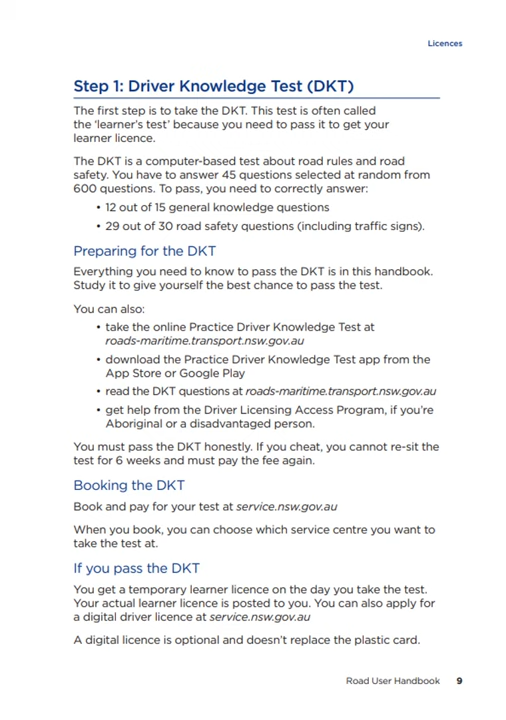 Licences
Step 1: Driver Knowledge Test (DKT)
The first step is to take the DKT. This test is often called
the ‘learner’s test’ because you need to pass it to get your
learner licence.
The DKT is a computer-based test about road rules and road
safety. You have to answer 45 questions selected at random from
600 questions. To pass, you need to correctly answer:
• 12 out of 15 general knowledge questions
• 29 out of 30 road safety questions (including traffic signs).
Preparing for the DKT
Everything you need to know to pass the DKT is in this handbook.
Study it to give yourself the best chance to pass the test.
You can also:
• take the online Practice Driver Knowledge Test at
roads-maritime.transport.nsw.gov.au
• download the Practice Driver Knowledge Test app from the
App Store or Google Play
• read the DKT questions at roads-maritime.transport.nsw.gov.au
• get help from the Driver Licensing Access Program, if you’re
Aboriginal or a disadvantaged person.
You must pass the DKT honestly. If you cheat, you cannot re-sit the
test for 6 weeks and must pay the fee again.
Booking the DKT
Book and pay for your test at service.nsw.gov.au
When you book, you can choose which service centre you want to
take the test at.
If you pass the DKT
You get a temporary learner licence on the day you take the test.
Your actual learner licence is posted to you. You can also apply for
a digital driver licence at service.nsw.gov.au
A digital licence is optional and doesn’t replace the plastic card.
Road User Handbook 9